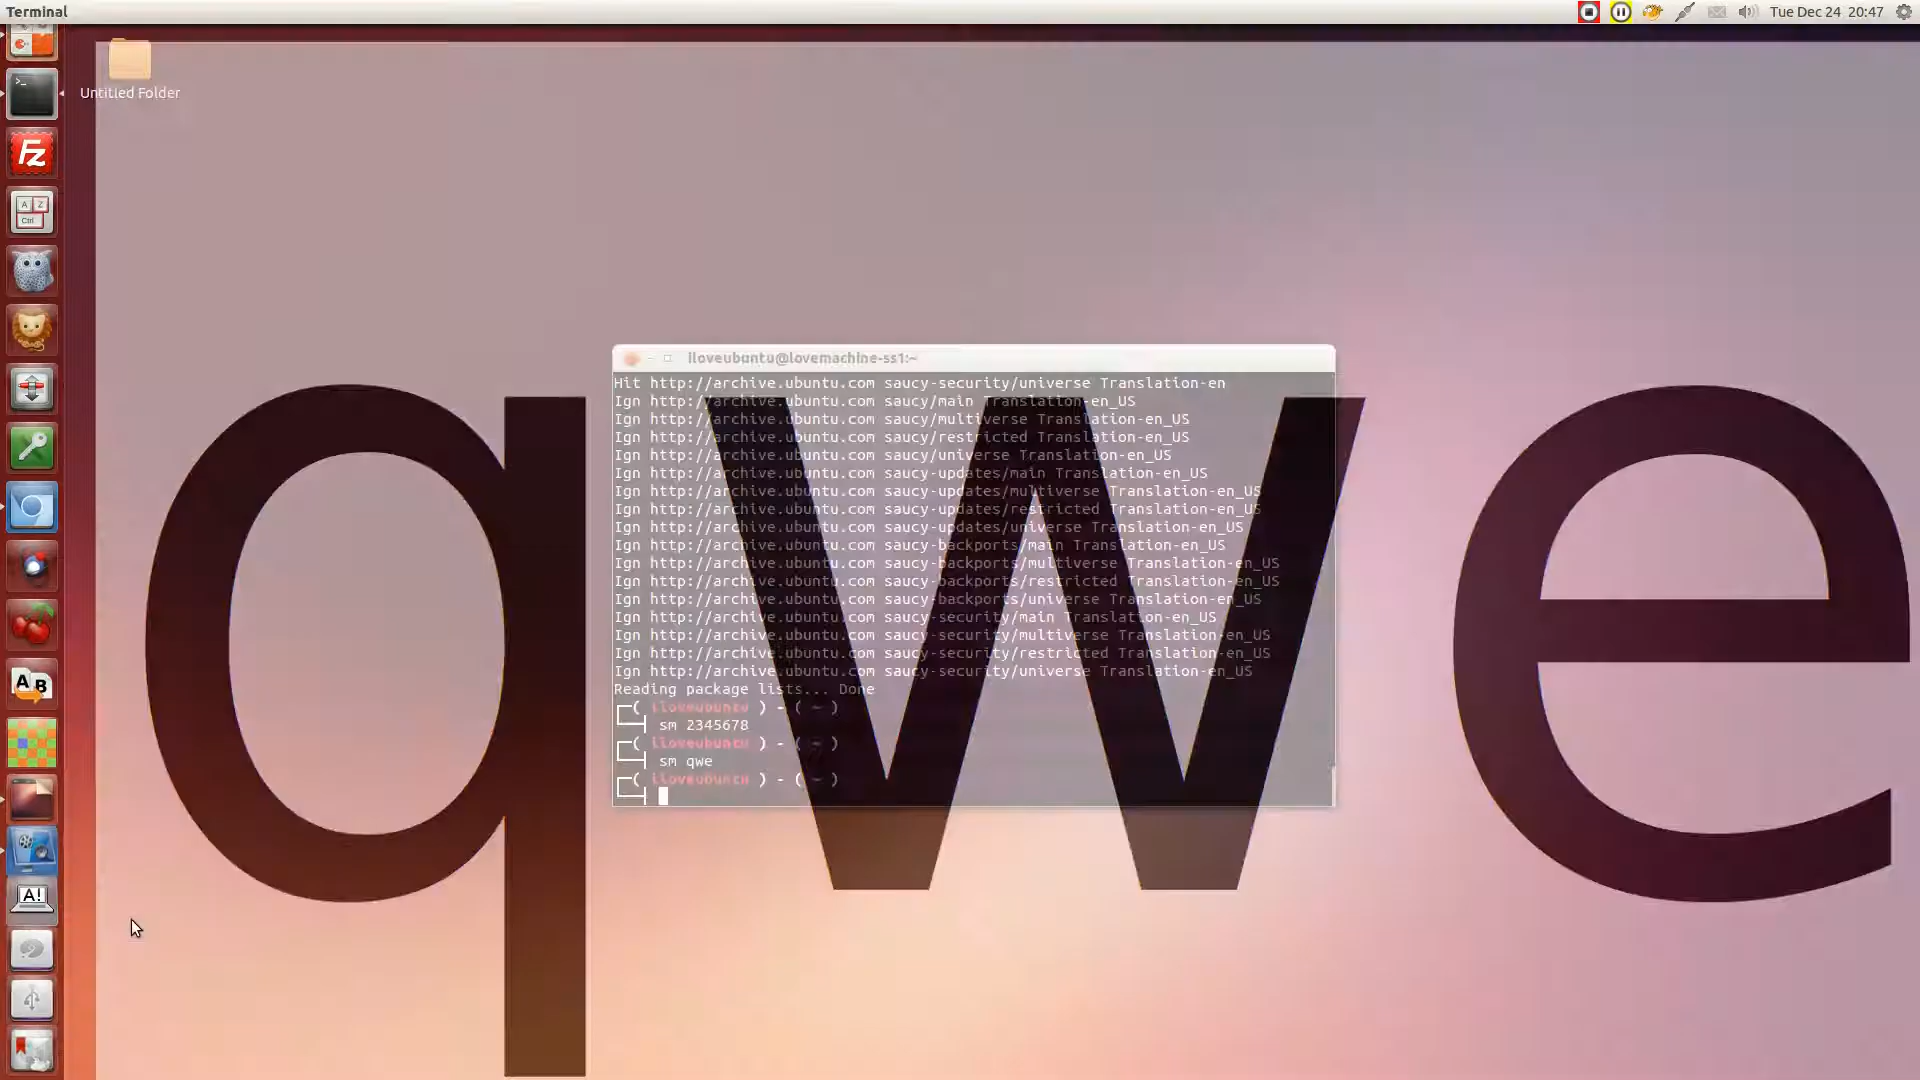 Terminal
Tue Dec 24 20:47
Untitled Folder
Fz
A Z
Ctrl
A B
A!
qwe
iloveubuntu@lovemachine-ss1:~
Hit http://archive.ubuntu.com saucy-security/universe Translation-en
Ign http://archive.ubuntu.com saucy/main Translation-en_US
Ign http://archive.ubuntu.com saucy/multiverse Translation-en_US
Ign http://archive.ubuntu.com saucy/restricted Translation-en_US
Ign http://archive.ubuntu.com saucy/universe Translation-en_US
Ign http://archive.ubuntu.com saucy-updates/main Translation-en_US
Ign http://archive.ubuntu.com saucy-updates/multiverse Translation-en_US
Ign http://archive.ubuntu.com saucy-updates/restricted Translation-en_US
Ign http://archive.ubuntu.com saucy-updates/universe Translation-en_US
Ign http://archive.ubuntu.com saucy-backports/main Translation-en_US
Ign http://archive.ubuntu.com saucy-backports/multiverse Translation-en_US
Ign http://archive.ubuntu.com saucy-backports/restricted Translation-en_US
Ign http://archive.ubuntu.com saucy-backports/universe Translation-en_US
Ign http://archive.ubuntu.com saucy-security/main Translation-en_US
Ign http://archive.ubuntu.com saucy-security/multiverse Translation-en_US
Ign http://archive.ubuntu.com saucy-security/restricted Translation-en_US
Ign http://archive.ubuntu.com saucy-security/universe Translation-en_US
Reading package lists... Done
┌─( iloveubuntu ) - ( ~ )
└─┤ sm 2345678
┌─( iloveubuntu ) - ( ~ )
└─┤ sm qwe
┌─( iloveubuntu ) - ( ~ )
└─┤